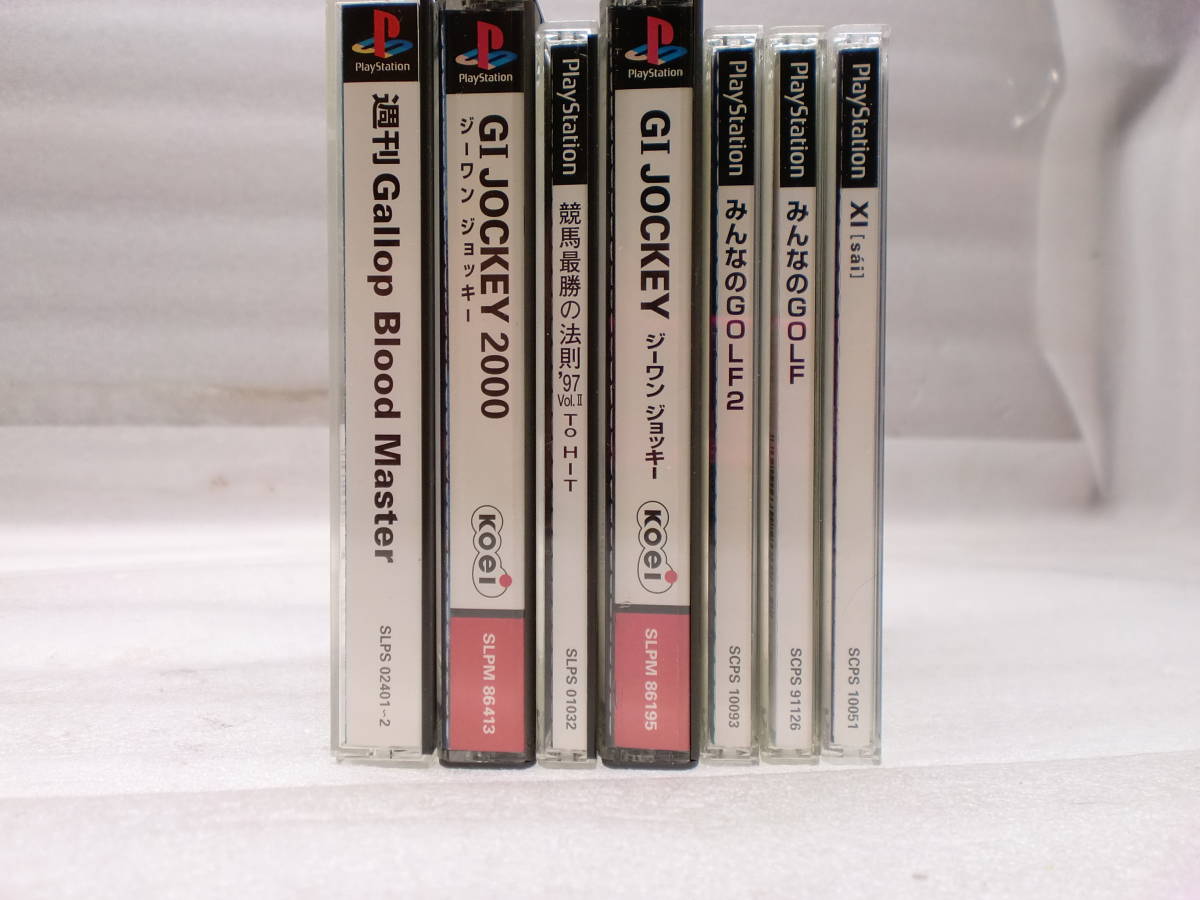 PlayStation
週刊 Gallop Blood Master
SLPS 02401~2
PlayStation
GI JOCKEY 2000
ジーワン ジョッキー
KOEI
SLPM 86413
PlayStation
競馬最勝の法則 '97 Vol.II TO HIT
SLPS 01032
PlayStation
GI JOCKEY ジーワン ジョッキー
KOEI
SLPM 86195
PlayStation
みんなのGOLF2
SCPS 10093
PlayStation
みんなのGOLF
SCPS 91126
PlayStation
XI [sái]
SCPS 10051